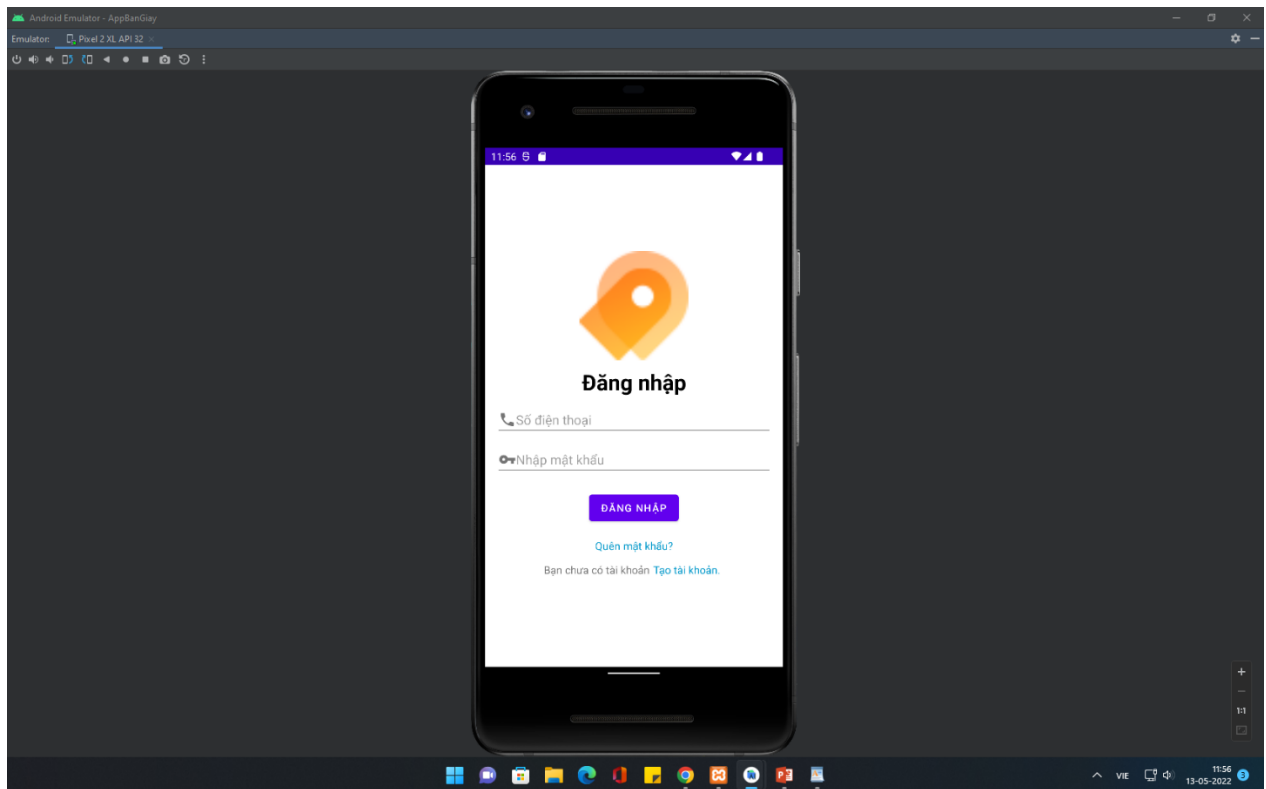 Android Emulator - AppBanGiay
Emulator: Pixel 2 XL API 32
11:56
Đăng nhập
Số điện thoại
Nhập mật khẩu
ĐĂNG NHẬP
Quên mật khẩu?
Bạn chưa có tài khoản Tạo tài khoản.
1:1
VIE
11:56
13-05-2022
3